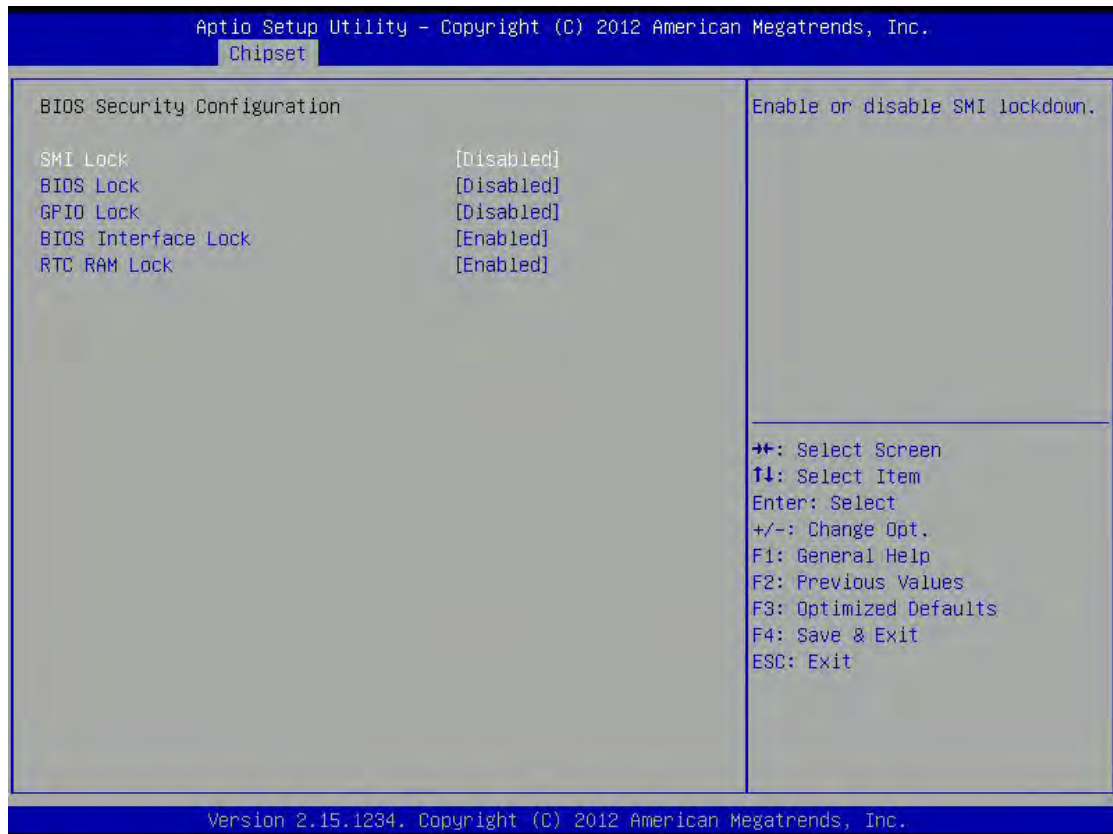 Aptio Setup Utility – Copyright (C) 2012 American Megatrends, Inc.
Chipset
BIOS Security Configuration
SMI Lock [Disabled]
BIOS Lock [Disabled]
GPIO Lock [Disabled]
BIOS Interface Lock [Enabled]
RTC RAM Lock [Enabled]
Enable or disable SMI lockdown.
→←: Select Screen
↑↓: Select Item
Enter: Select
+/-: Change Opt.
F1: General Help
F2: Previous Values
F3: Optimized Defaults
F4: Save & Exit
ESC: Exit
Version 2.15.1234. Copyright (C) 2012 American Megatrends, Inc.